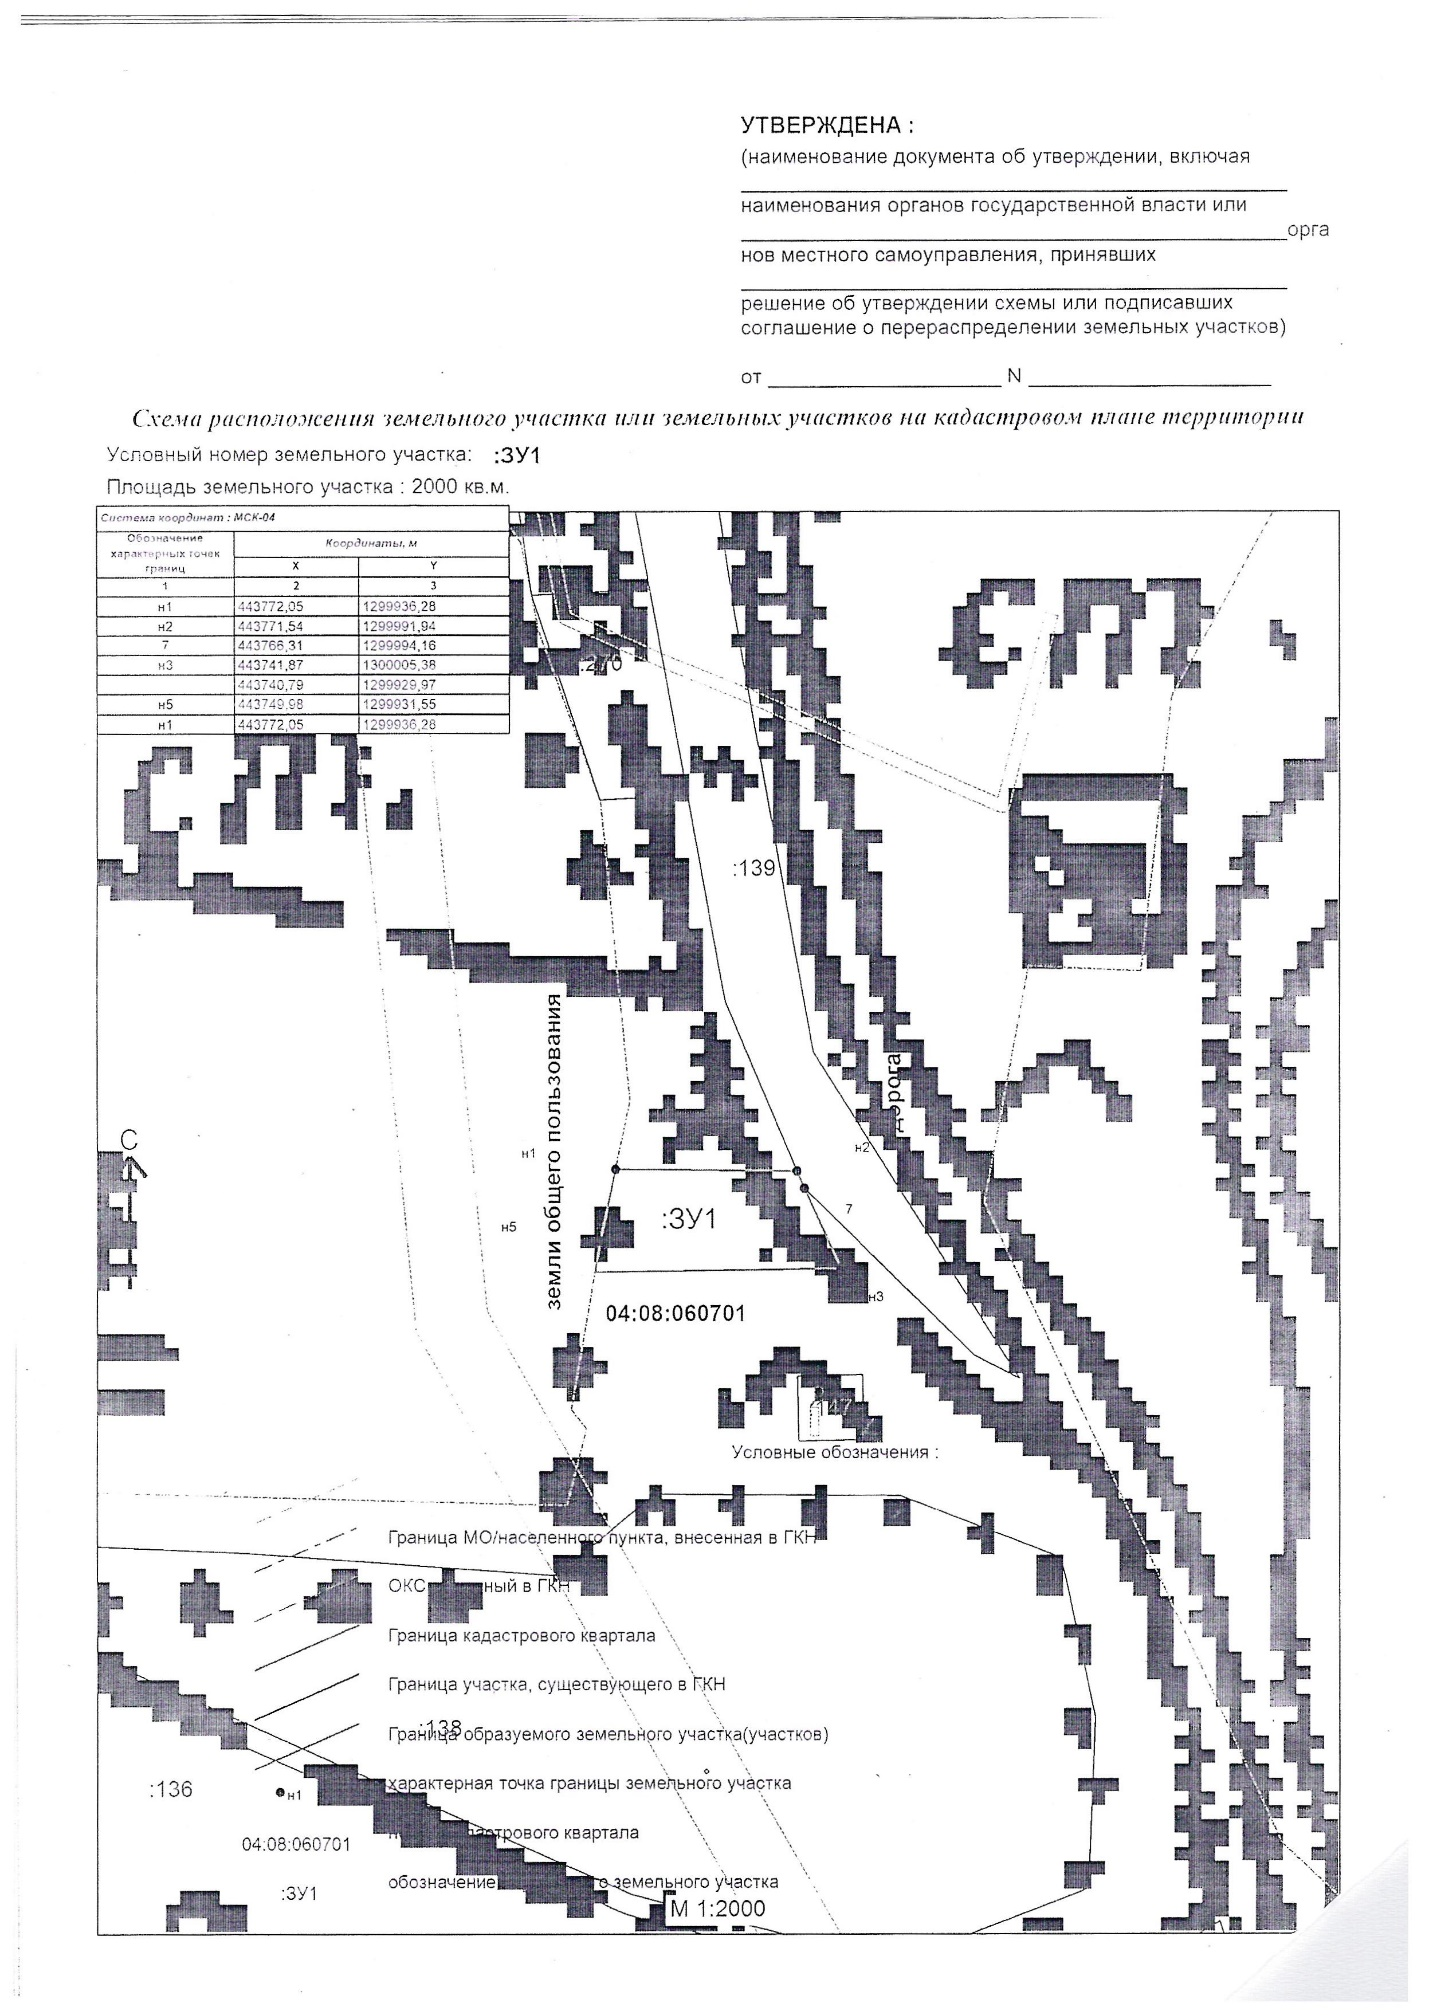 УТВЕРЖДЕНА :
(наименование документа об утверждении, включая
наименования органов государственной власти или
орга
нов местного самоуправления, принявших
решение об утверждении схемы или подписавших
соглашение о перераспределении земельных участков)
от N
Схема расположения земельного участка или земельных участков на кадастровом плане территории
Условный номер земельного участка: :ЗУ1
Площадь земельного участка : 2000 кв.м.
Система координат : МСК-04
Обозначение характерных точек границ
Координаты, м
X Y
1 2 3
н1 443772,05 1299936,28
н2 443771,54 1299991,94
7 443766,31 1299994,16
н3 443741,87 1300005,38
443740,79 1299929,97
н5 443749,98 1299931,55
н1 443772,05 1299936,28
:270
:139
земли общего пользования
дорога
С
н1
н2
н5
7
:ЗУ1
н3
04:08:060701
147
Условные обозначения :
Граница МО/населенного пункта, внесенная в ГКН
ОКС ный в ГКН
Граница кадастрового квартала
Граница участка, существующего в ГКН
:138
Граница образуемого земельного участка(участков)
:136
н1
характерная точка границы земельного участка
04:08:060701
кадастрового квартала
:ЗУ1
обозначение о земельного участка
М 1:2000